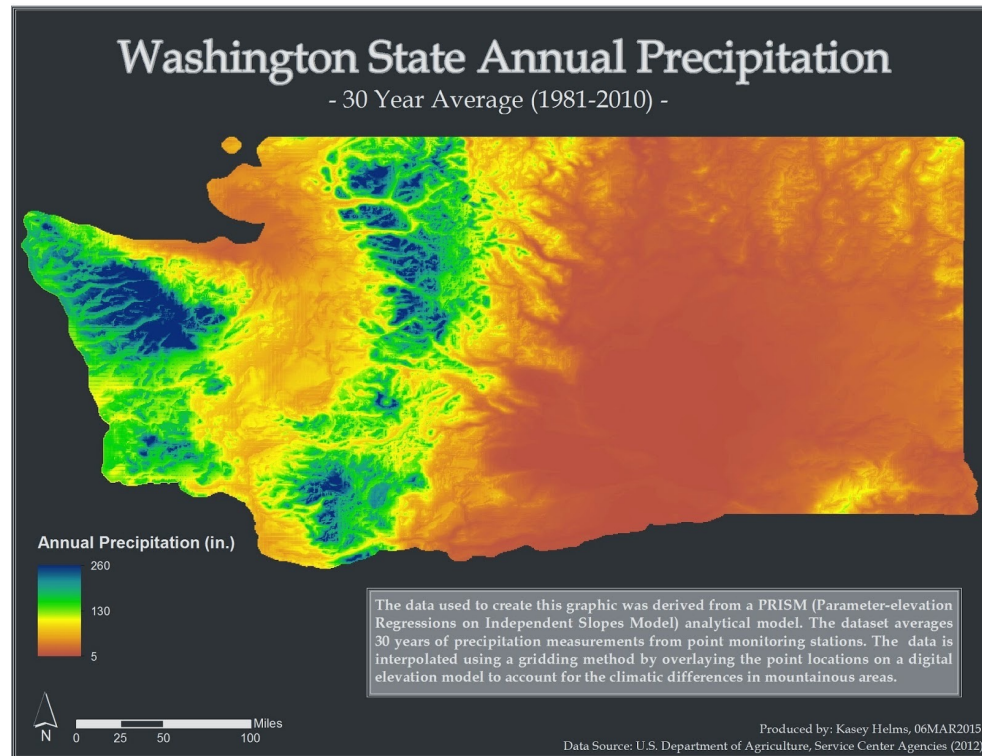 Washington State Annual Precipitation
- 30 Year Average (1981-2010) -
Annual Precipitation (in.)
260
130
5
The data used to create this graphic was derived from a PRISM (Parameter-elevation
Regressions on Independent Slopes Model) analytical model. The dataset averages
30 years of precipitation measurements from point monitoring stations. The data is
interpolated using a gridding method by overlaying the point locations on a digital
elevation model to account for the climatic differences in mountainous areas.
N
Miles
0 25 50 100
Produced by: Kasey Helms, 06MAR2015
Data Source: U.S. Department of Agriculture, Service Center Agencies (2012)